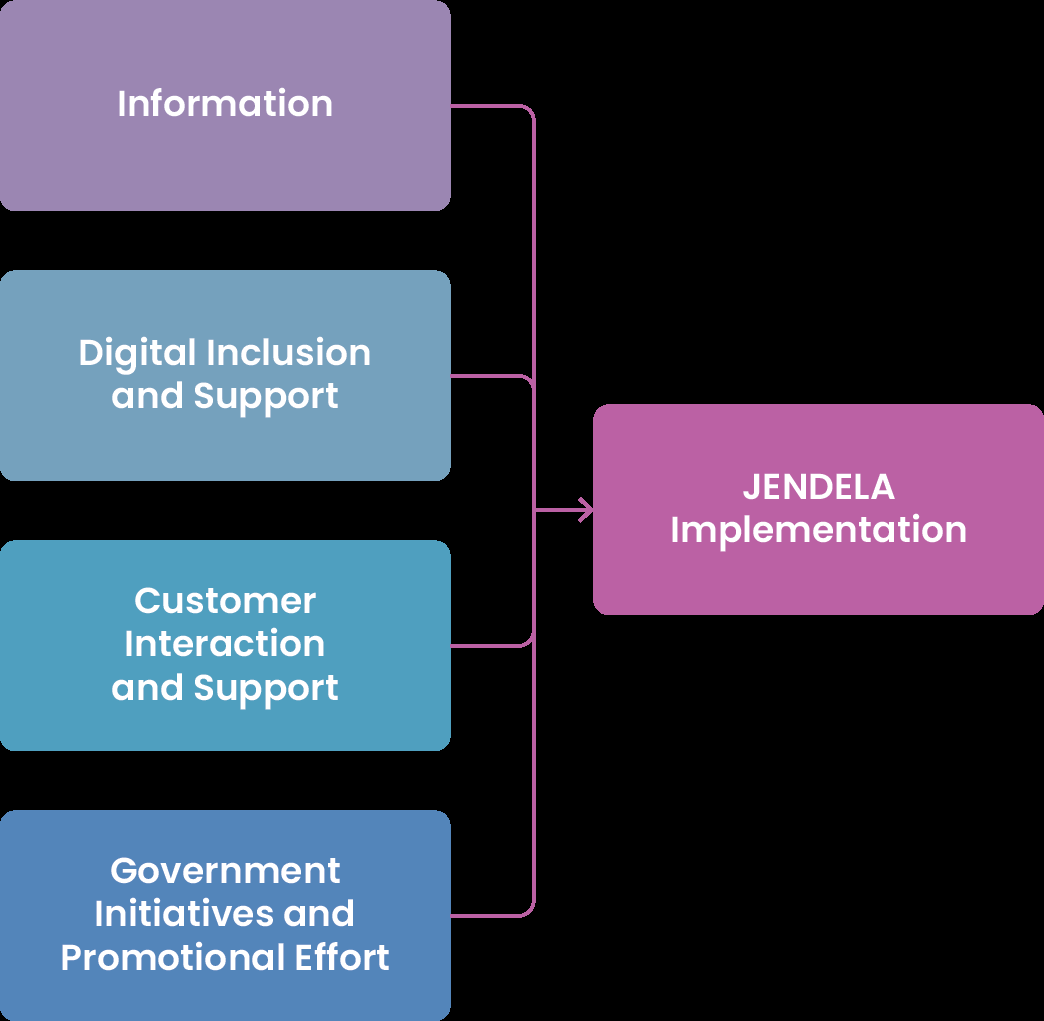 Information
Digital Inclusion
and Support
Customer
Interaction
and Support
Government
Initiatives and
Promotional Effort
JENDELA
Implementation